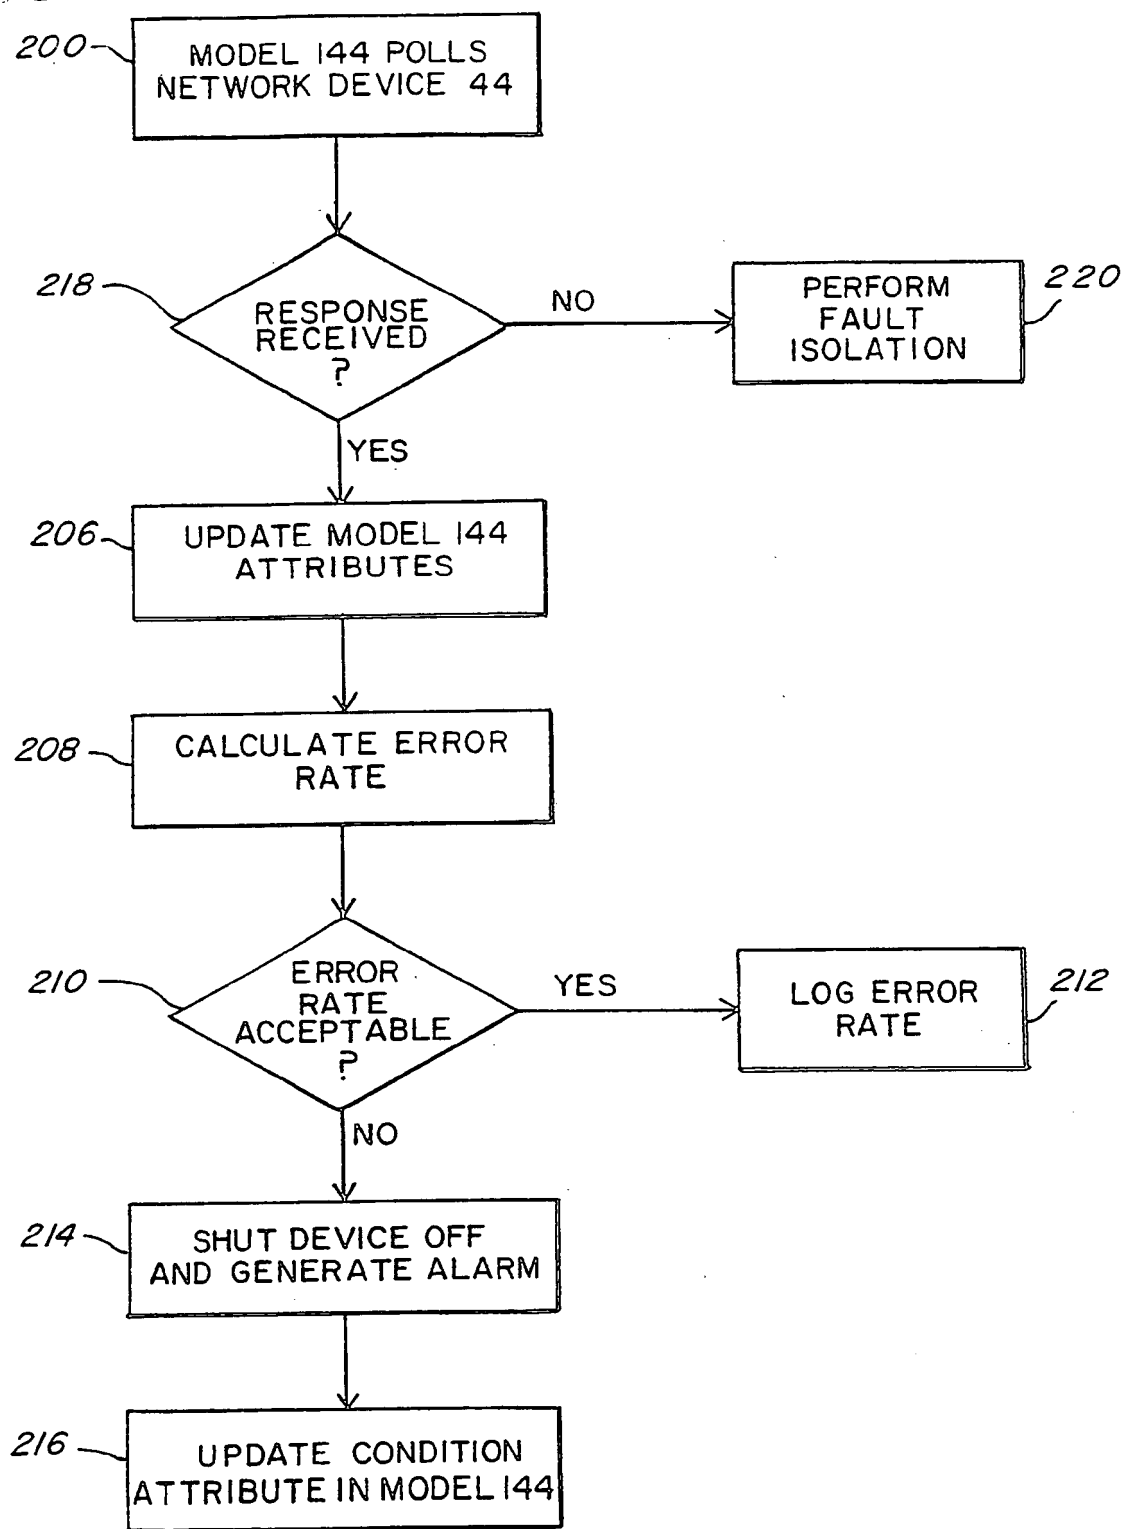 200
MODEL 144 POLLS
NETWORK DEVICE 44
218
RESPONSE
RECEIVED
?
NO
PERFORM
FAULT
ISOLATION
220
YES
206
UPDATE MODEL 144
ATTRIBUTES
208
CALCULATE ERROR
RATE
210
ERROR
RATE
ACCEPTABLE
?
YES
LOG ERROR
RATE
212
NO
214
SHUT DEVICE OFF
AND GENERATE ALARM
216
UPDATE CONDITION
ATTRIBUTE IN MODEL 144